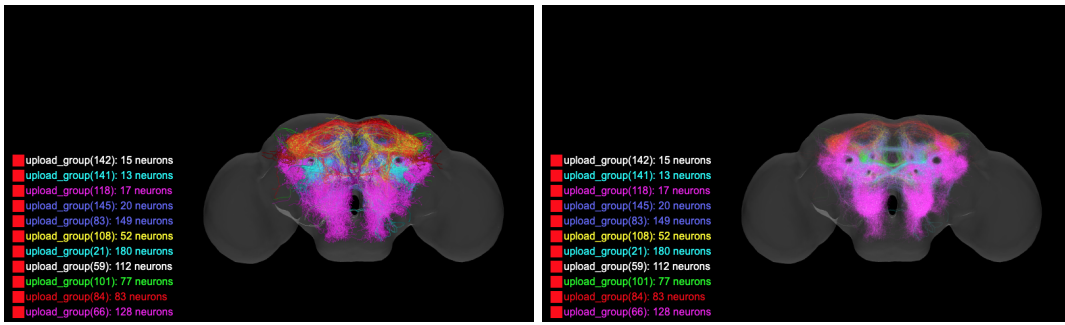 upload_group(142): 15 neurons
upload_group(141): 13 neurons
upload_group(118): 17 neurons
upload_group(145): 20 neurons
upload_group(83): 149 neurons
upload_group(108): 52 neurons
upload_group(21): 180 neurons
upload_group(59): 112 neurons
upload_group(101): 77 neurons
upload_group(84): 83 neurons
upload_group(66): 128 neurons
upload_group(142): 15 neurons
upload_group(141): 13 neurons
upload_group(118): 17 neurons
upload_group(145): 20 neurons
upload_group(83): 149 neurons
upload_group(108): 52 neurons
upload_group(21): 180 neurons
upload_group(59): 112 neurons
upload_group(101): 77 neurons
upload_group(84): 83 neurons
upload_group(66): 128 neurons